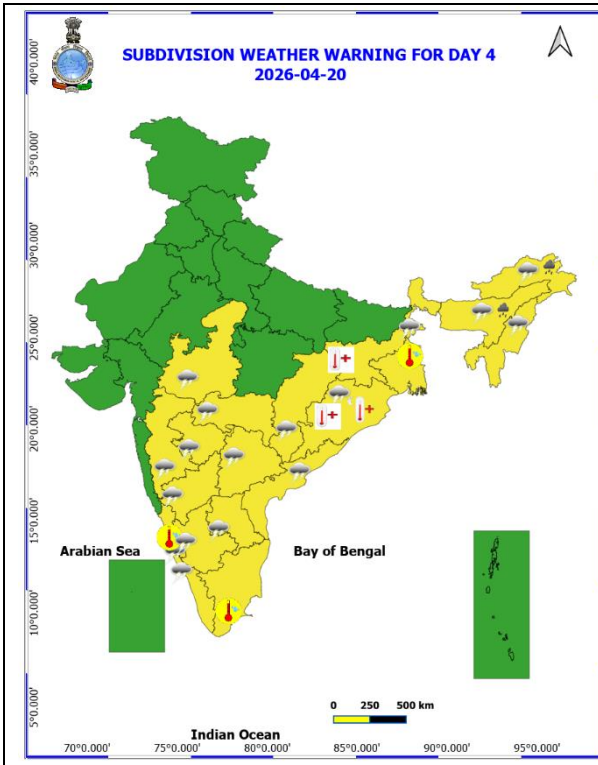 SUBDIVISION WEATHER WARNING FOR DAY 4
2026-04-20
40°0.000'
35°0.000'
30°0.000'
25°0.000'
20°0.000'
15°0.000'
10°0.000'
5°0.000'
Arabian Sea
Bay of Bengal
0 250 500 km
Indian Ocean
70°0.000' 75°0.000' 80°0.000' 85°0.000' 90°0.000' 95°0.000'